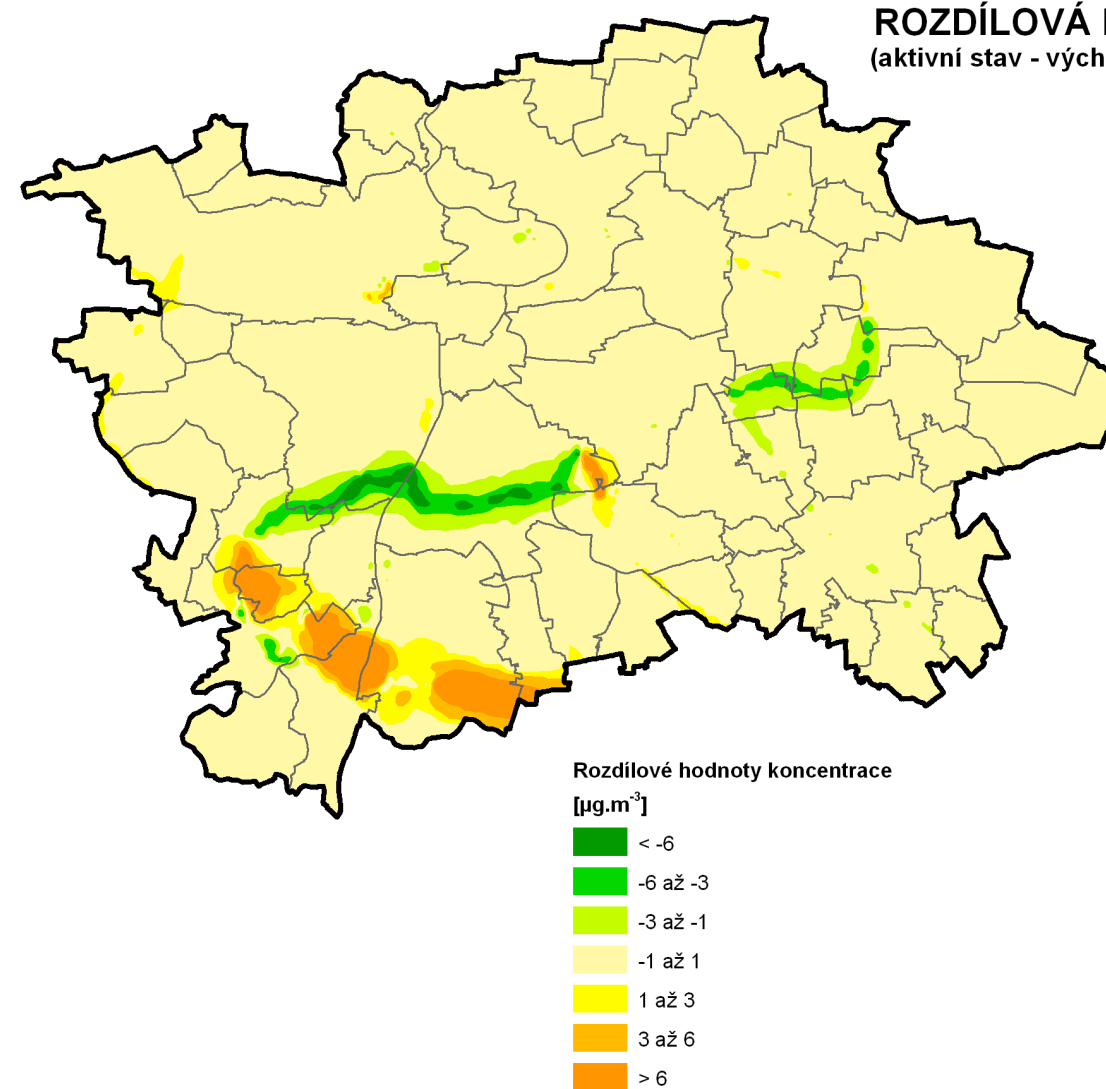 ROZDÍLOVÁ
(aktivní stav - vých
Rozdílové hodnoty koncentrace
[µg.m-3]
< -6
-6 až -3
-3 až -1
-1 až 1
1 až 3
3 až 6
> 6